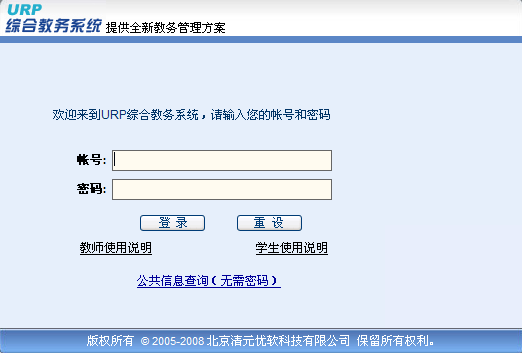 URP
综合教务系统 提供全新教务管理方案
欢迎来到URP综合教务系统，请输入您的帐号和密码
帐号:
密码:
登 录 重 设
教师使用说明 学生使用说明
公共信息查询（无需密码）
版权所有 © 2005-2008 北京清元优软科技有限公司 保留所有权利。